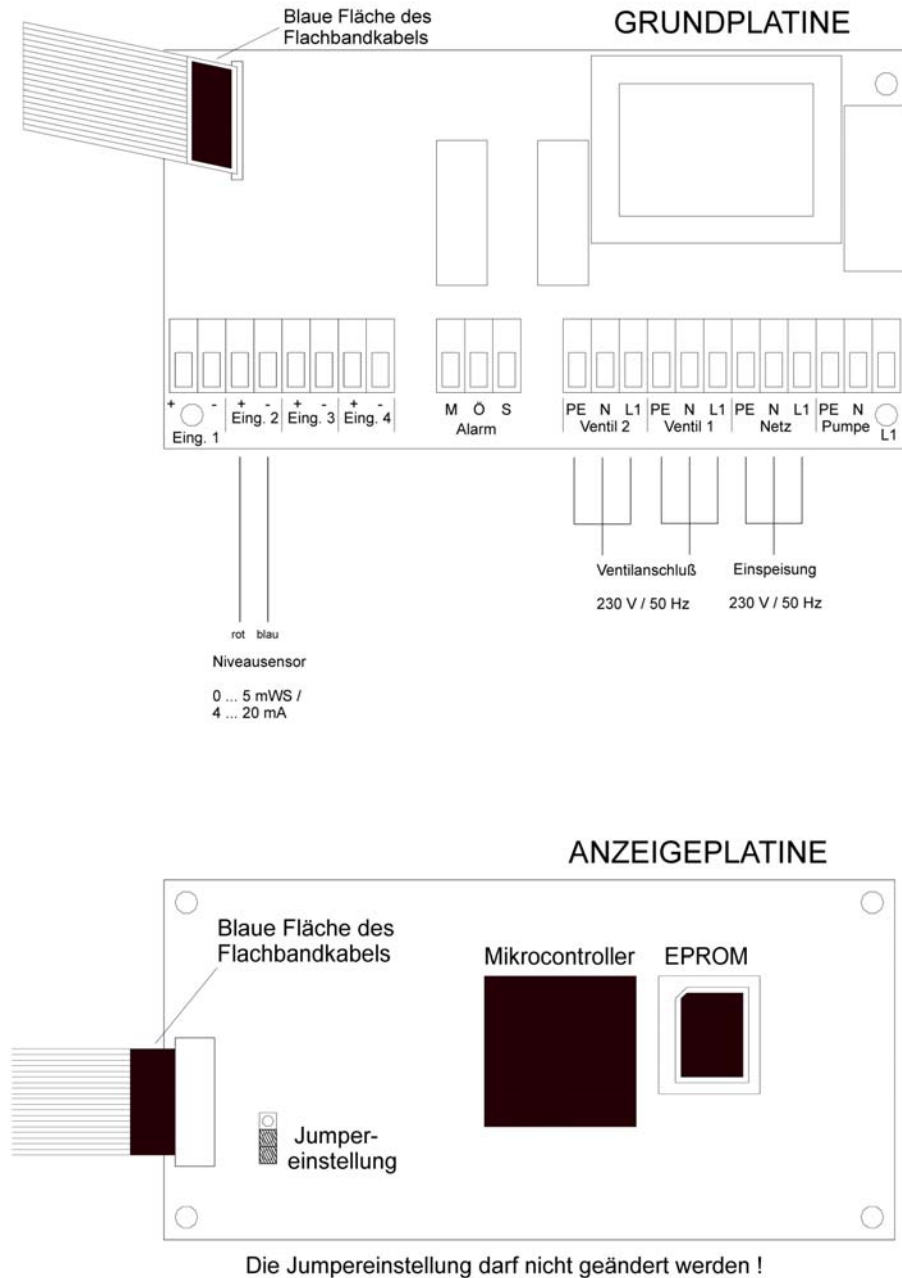 Blaue Fläche des
Flachbandkabels
GRUNDPLATINE
+ - + - + - + -
Eing. 1 Eing. 2 Eing. 3 Eing. 4
M Ö S
Alarm
PE N L1 PE N L1 PE N L1 PE N L1
Ventil 2 Ventil 1 Netz Pumpe
rot blau
Niveausensor
0 ... 5 mWS /
4 ... 20 mA
Ventilanschluß
230 V / 50 Hz
Einspeisung
230 V / 50 Hz
ANZEIGEPLATINE
Blaue Fläche des
Flachbandkabels
Mikrocontroller EPROM
Jumper-
einstellung
Die Jumpereinstellung darf nicht geändert werden !